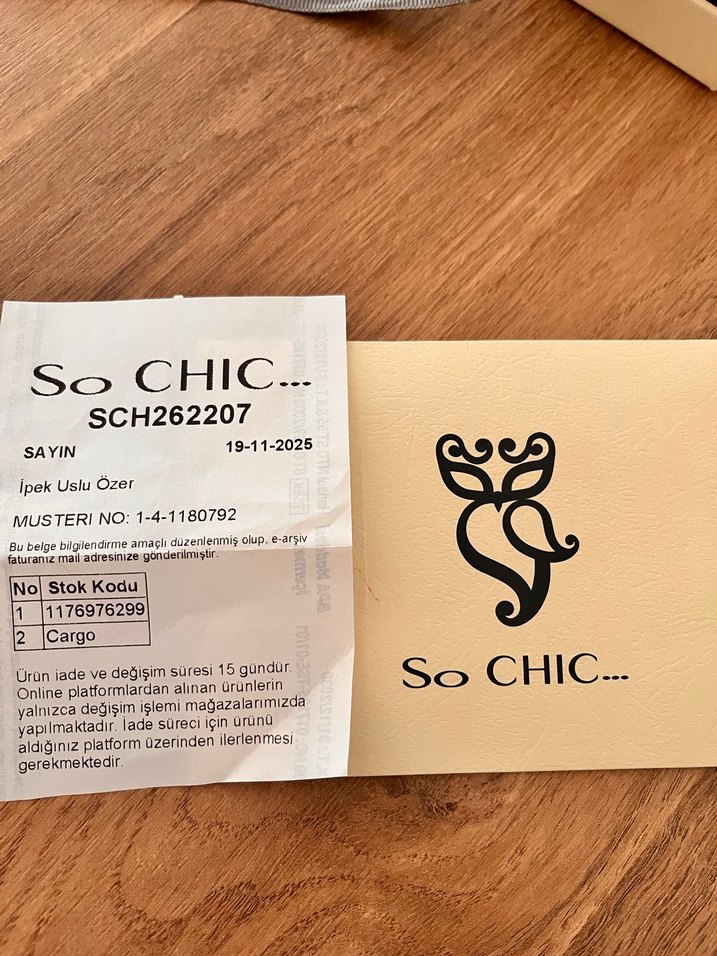 So CHIC...
SCH262207
SAYIN 19-11-2025
İpek Uslu Özer
MUSTERI NO: 1-4-1180792
Bu belge bilgilendirme amaçlı düzenlenmiş olup, e-arşiv
faturanız mail adresinize gönderilmiştir.
No Stok Kodu
1 1176976299
2 Cargo
Ürün iade ve değişim süresi 15 gündür.
Online platformlardan alınan ürünlerin
yalnızca değişim işlemi mağazalarımızda
yapılmaktadır. İade süreci için ürünü
aldığınız platform üzerinden ilerlenmesi
gerekmektedir.
So CHIC...